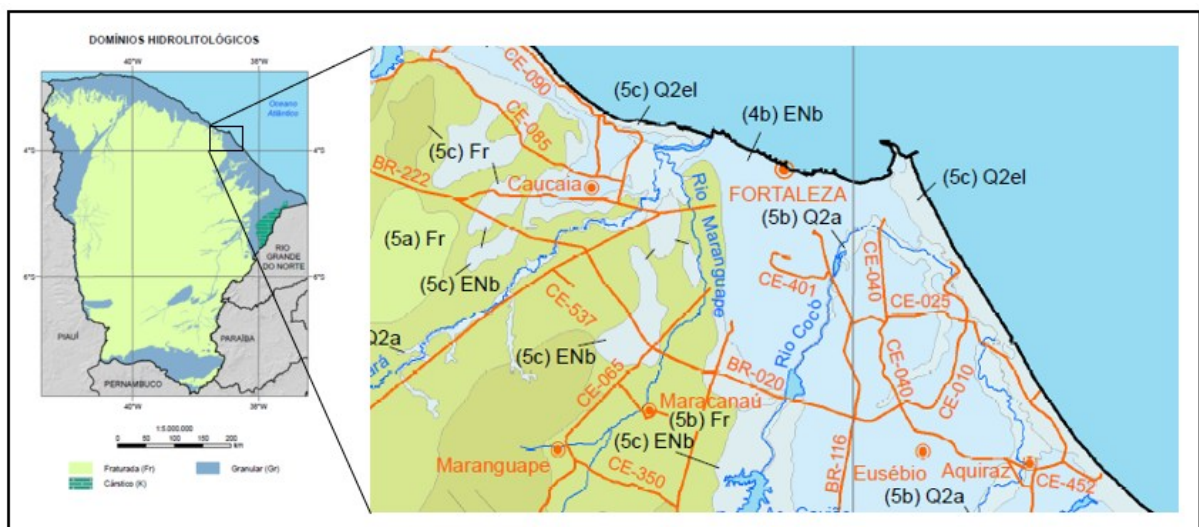 DOMÍNIOS HIDROLITOLÓGICOS
40°W
38°W
Oceano
Atlântico
4°S
4°S
6°S
6°S
RIO
GRANDE
DO NORTE
PIAUÍ
PARAÍBA
PERNAMBUCO
40°W
38°W
1:5.000.000
0 50 100 150 200
km
Fraturada (Fr)
Granular (Gr)
Cárstico (K)
CE-090
(5c) Q2el
(4b) ENb
CE-085
(5c) Fr
BR-222
Caucaia
Rio Maranguape
FORTALEZA
(5c) Q2el
(5b) Q2a
(5a) Fr
(5c) ENb
CE-401
CE-040
CE-025
CE-537
Rio Cocó
Q2a
(5c) ENb
CE-065
BR-020
CE-040
CE-010
Maracanaú
(5b) Fr
(5c) ENb
Maranguape
CE-350
BR-116
Eusébio
Aquiraz
CE-452
(5b) Q2a